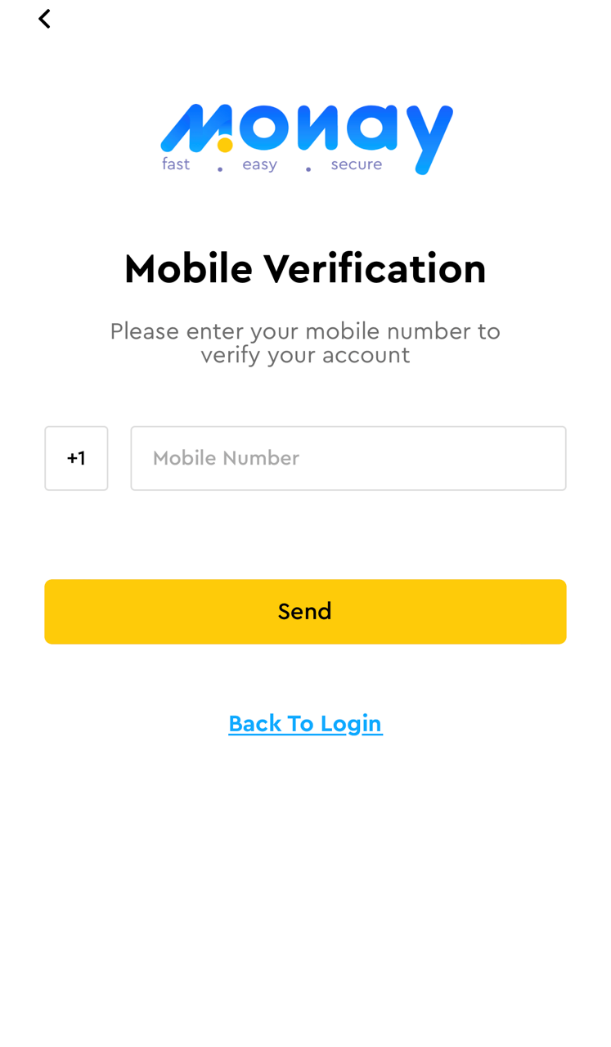 monay
fast . easy . secure
Mobile Verification
Please enter your mobile number to
verify your account
+1 Mobile Number
Send
Back To Login